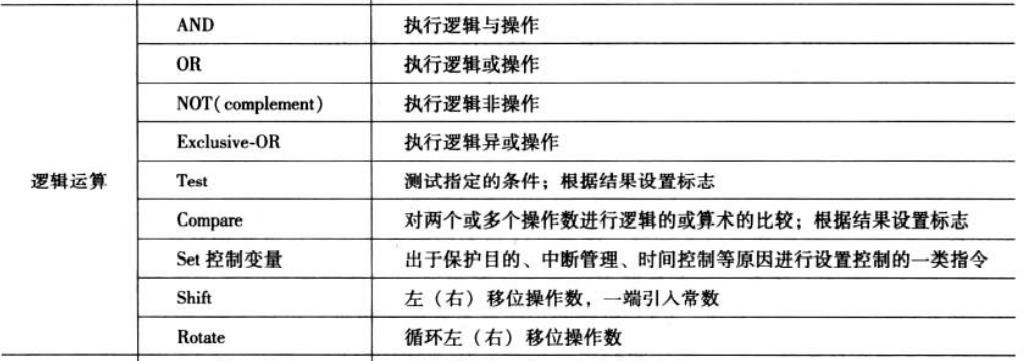 AND 执行逻辑与操作
OR 执行逻辑或操作
NOT( complement) 执行逻辑非操作
Exclusive-OR 执行逻辑异或操作
逻辑运算 Test 测试指定的条件；根据结果设置标志
Compare 对两个或多个操作数进行逻辑的或算术的比较；根据结果设置标志
Set 控制变量 出于保护目的、中断管理、时间控制等原因进行设置控制的一类指令
Shift 左（右）移位操作数，一端引入常数
Rotate 循环左（右）移位操作数